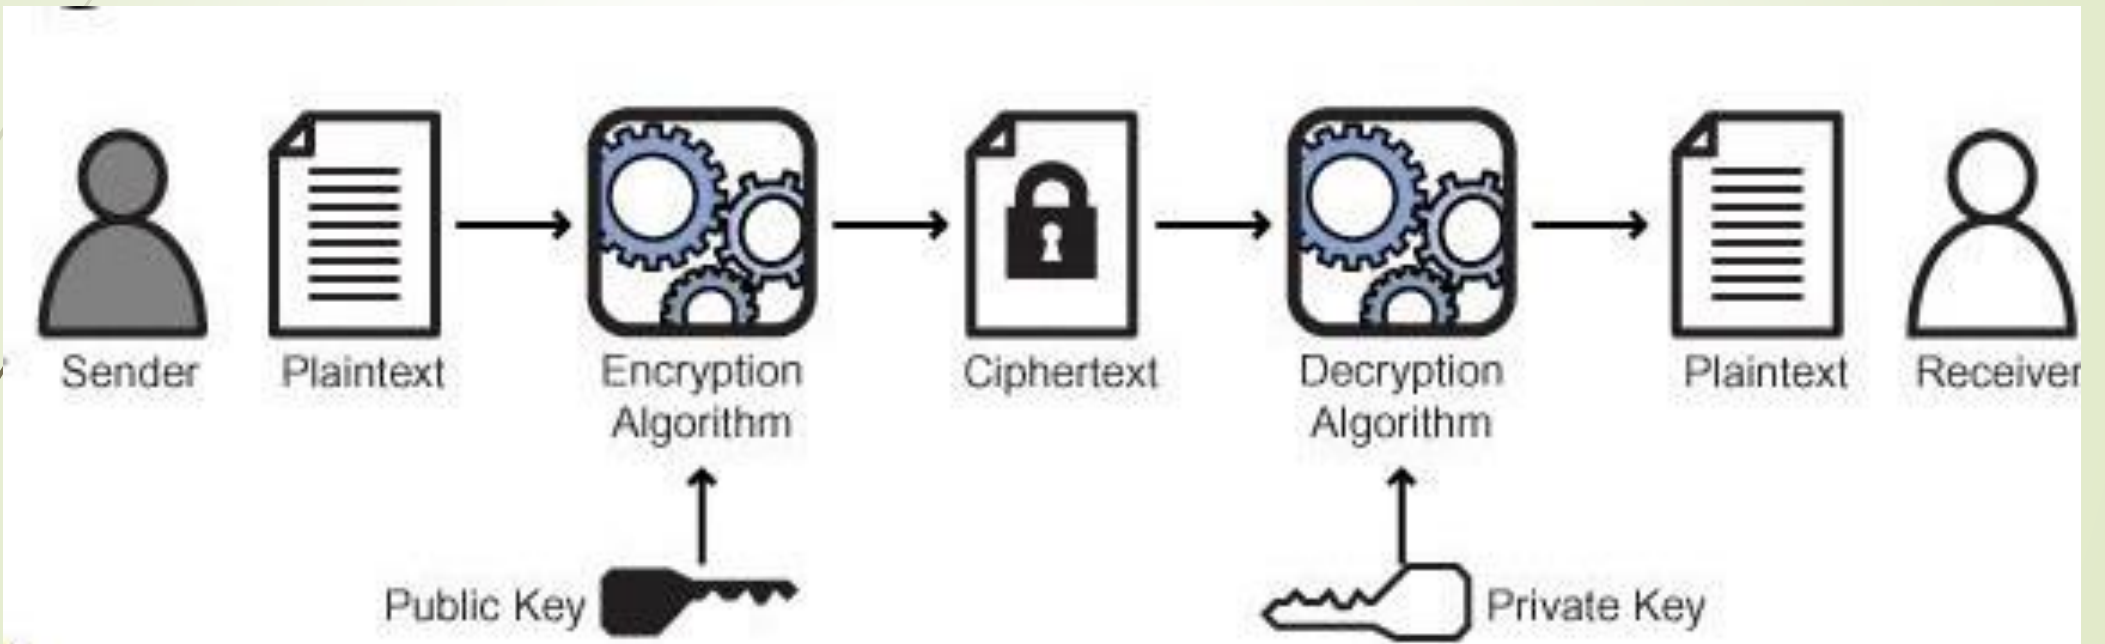 Sender
Plaintext
Encryption
Algorithm
Ciphertext
Decryption
Algorithm
Plaintext
Receiver
Public Key
Private Key